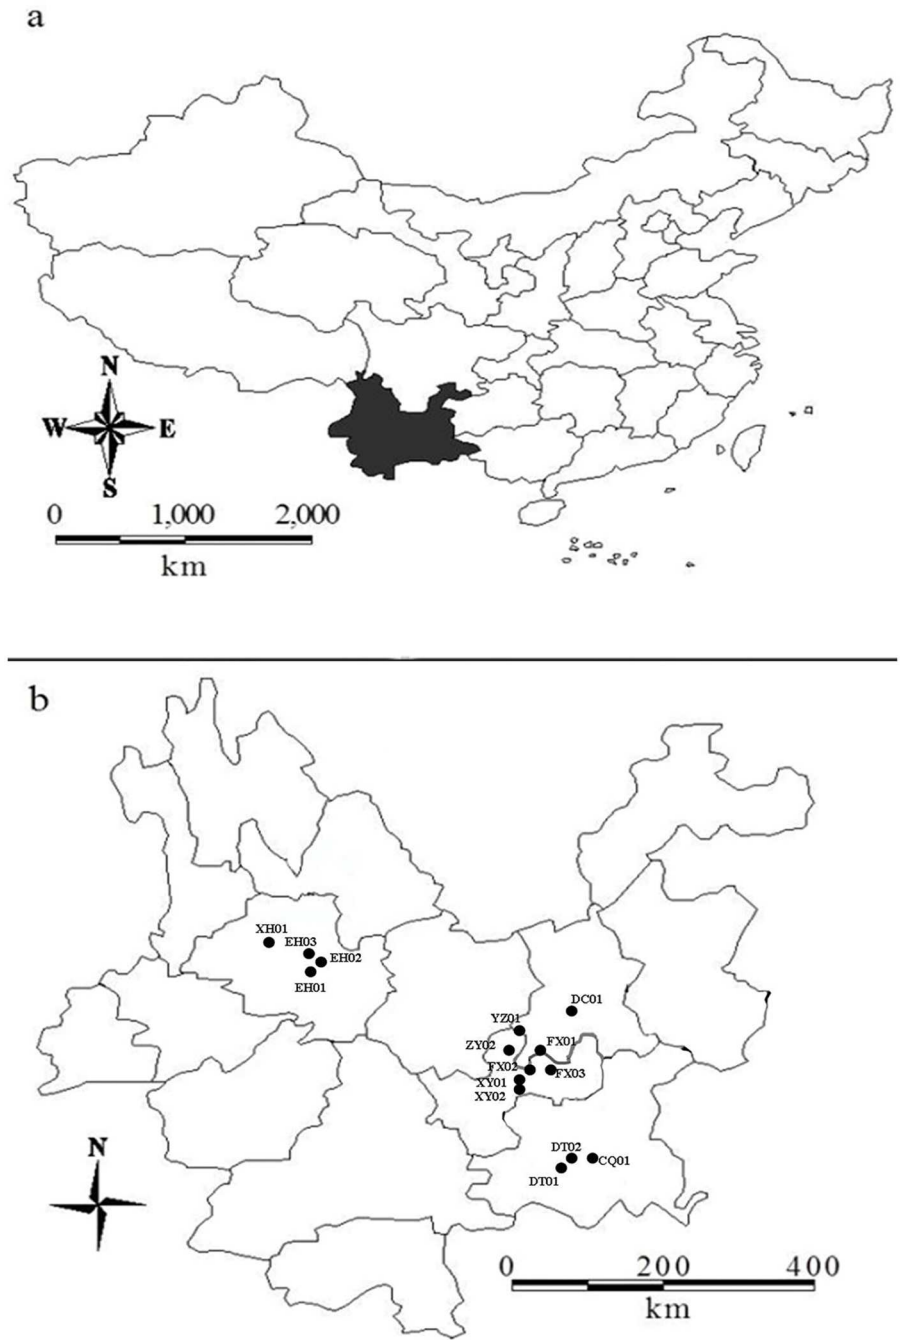 a
N
W E
S
0 1,000 2,000
km
b
XH01
EH03
EH02
EH01
DC01
YZ01
ZY02
FX01
FX02
FX03
XY01
XY02
DT02
CQ01
DT01
N
0 200 400
km